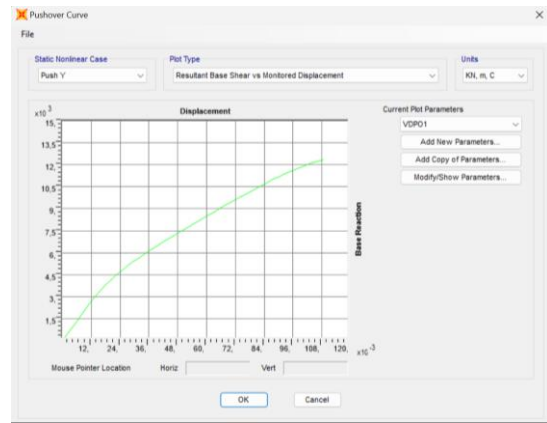 Pushover Curve
File
Static Nonlinear Case
Plot Type
Units
Push Y
Resultant Base Shear vs Monitored Displacement
KN, m, C
Current Plot Parameters
VDPO1
Add New Parameters...
Add Copy of Parameters...
Modify/Show Parameters...
x10 3
Displacement
15,
13,5
12,
10,5
9,
7,5
6,
4,5
3,
1,5
Base Reaction
12, 24, 36, 48, 60, 72, 84, 96, 108, 120, x10 -3
Mouse Pointer Location Horiz Vert
OK Cancel